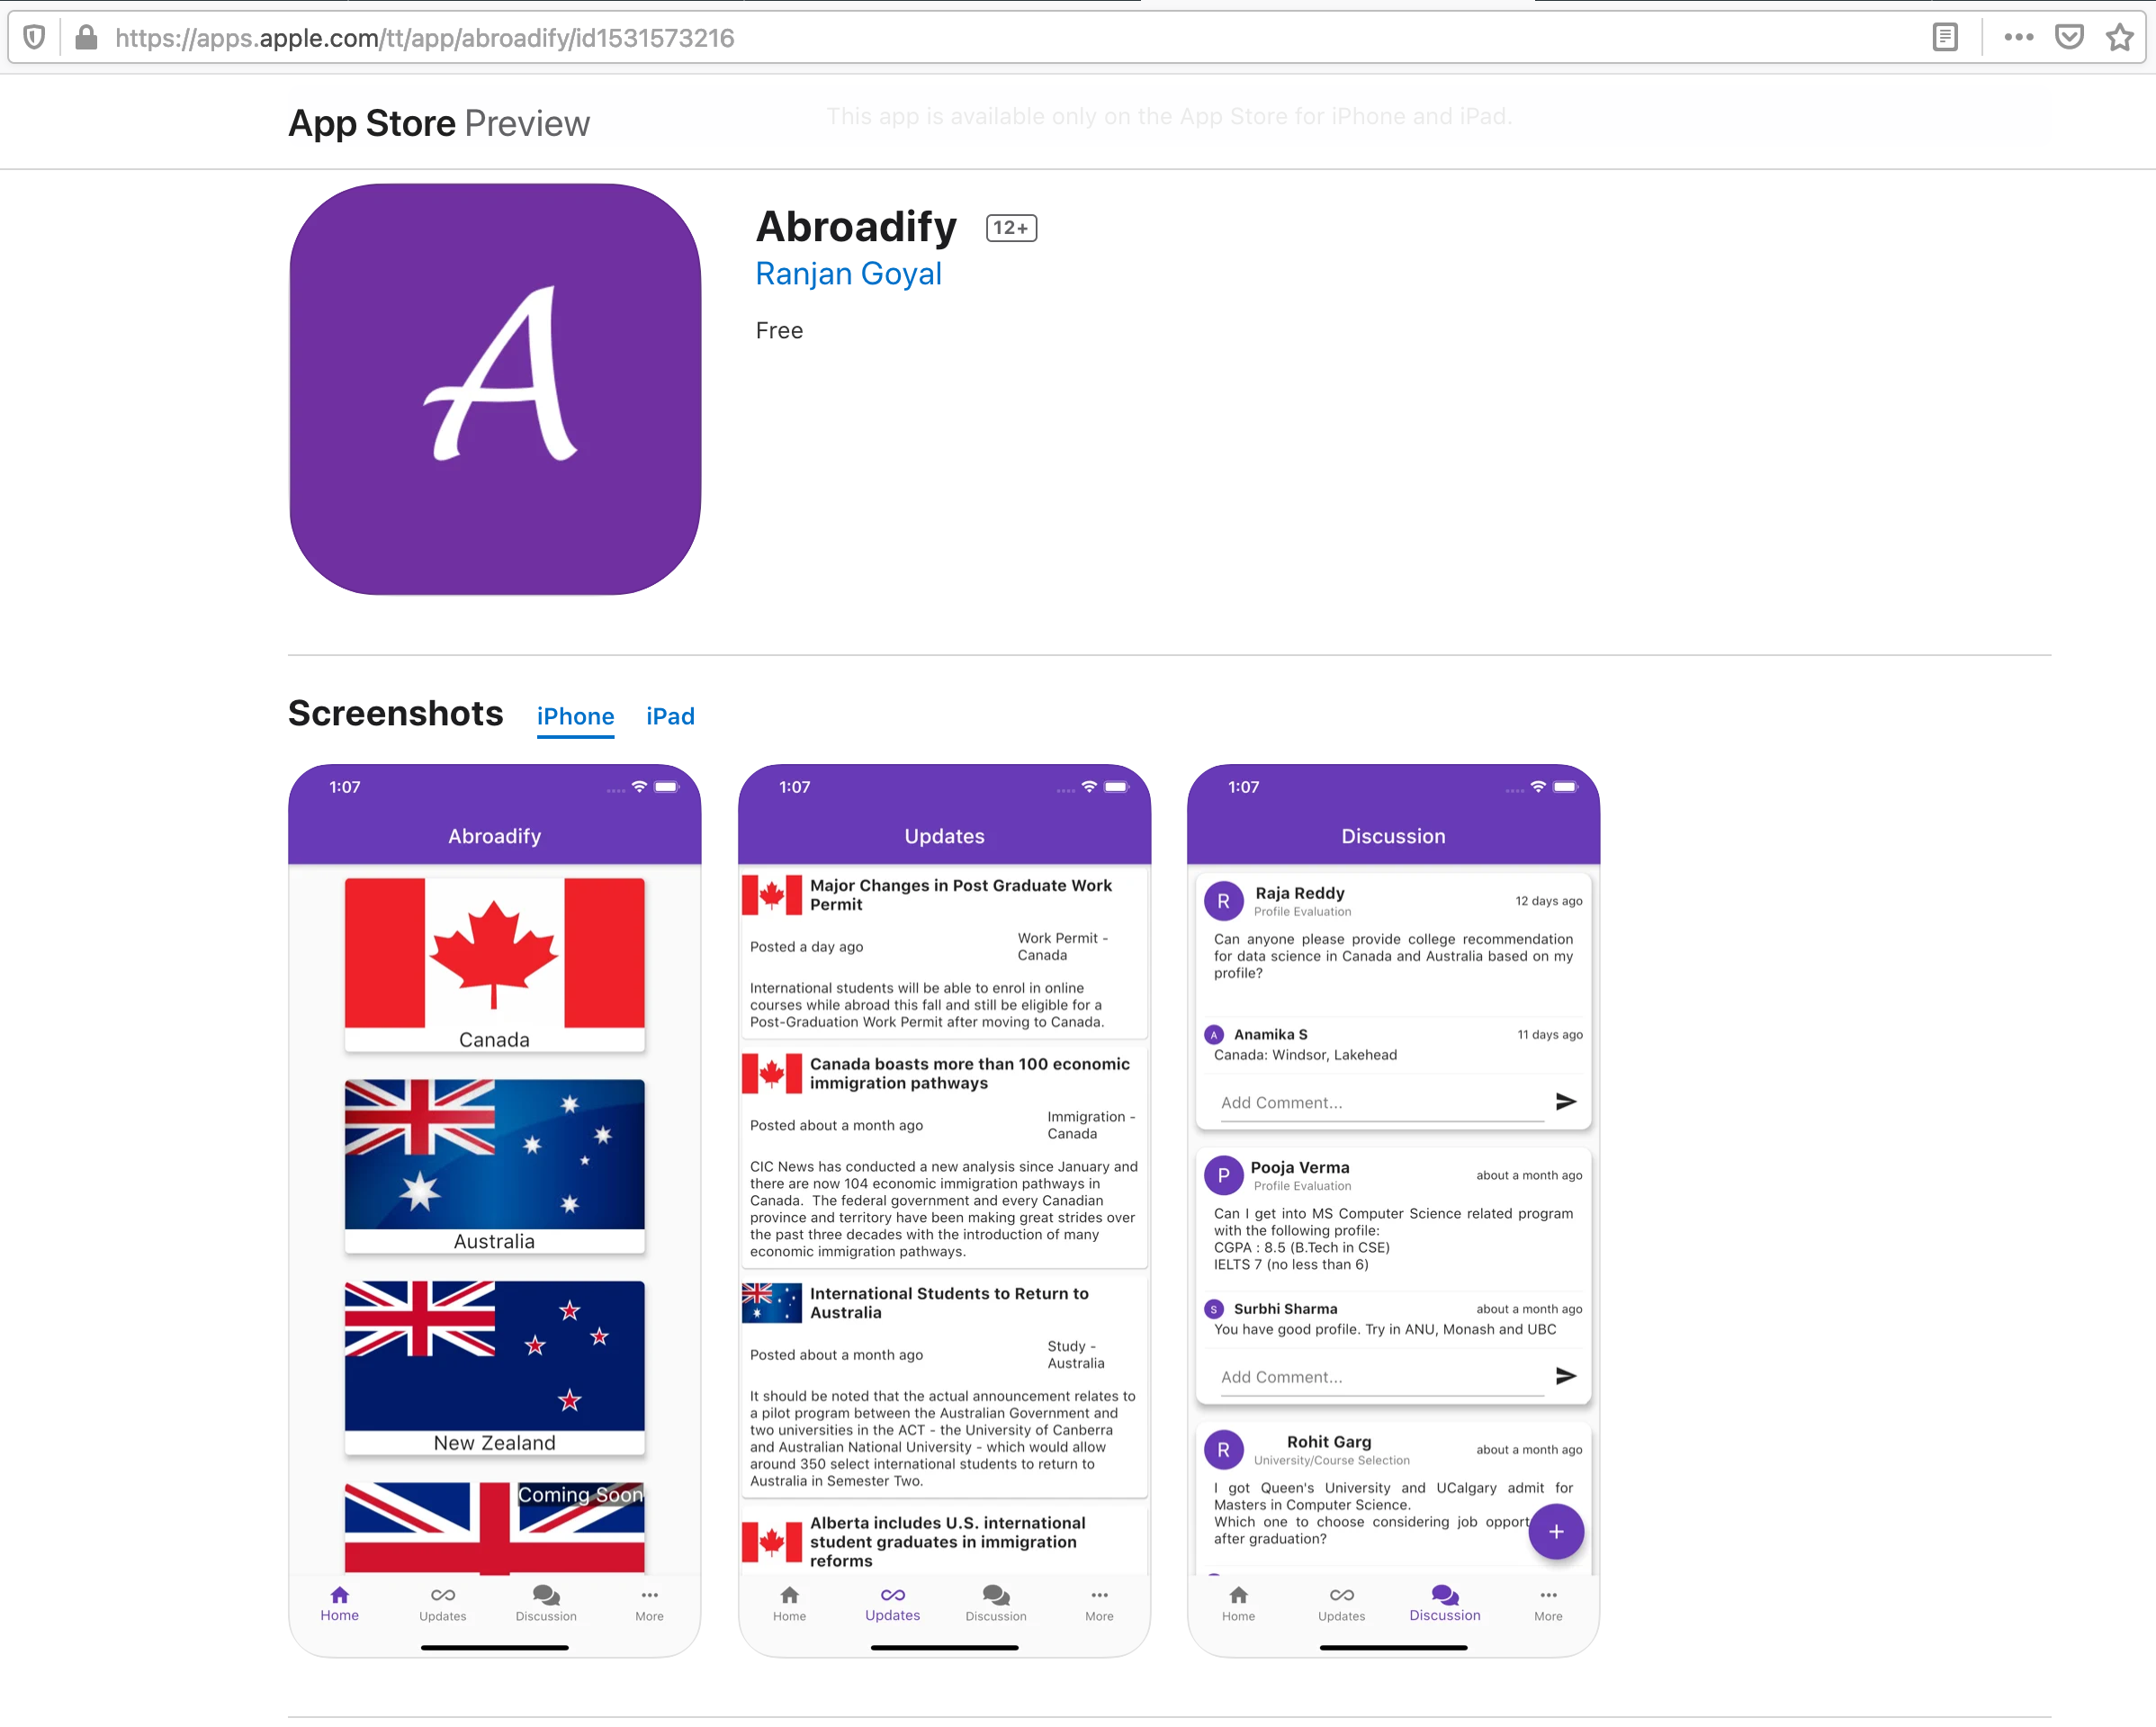 https://apps.apple.com/tt/app/abroadify/id1531573216
App Store Preview
This app is available only on the App Store for iPhone and iPad.
A
Abroadify 12+
Ranjan Goyal
Free
Screenshots iPhone iPad
1:07
Abroadify
Canada
Australia
New Zealand
Coming Soon
Home Updates Discussion More
1:07
Updates
Major Changes in Post Graduate Work
Permit
Posted a day ago
Work Permit -
Canada
International students will be able to enrol in online
courses while abroad this fall and still be eligible for a
Post-Graduation Work Permit after moving to Canada.
Canada boasts more than 100 economic
immigration pathways
Posted about a month ago
Immigration -
Canada
CIC News has conducted a new analysis since January and
there are now 104 economic immigration pathways in
Canada. The federal government and every Canadian
province and territory have been making great strides over
the past three decades with the introduction of many
economic immigration pathways.
International Students to Return to
Australia
Posted about a month ago
Study -
Australia
It should be noted that the actual announcement relates to
a pilot program between the Australian Government and
two universities in the ACT - the University of Canberra
and Australian National University - which would allow
around 350 select international students to return to
Australia in Semester Two.
Alberta includes U.S. international
student graduates in immigration
reforms
Home Updates Discussion More
1:07
Discussion
R Raja Reddy 12 days ago
Profile Evaluation
Can anyone please provide college recommendation
for data science in Canada and Australia based on my
profile?
A Anamika S 11 days ago
Canada: Windsor, Lakehead
Add Comment...
P Pooja Verma about a month ago
Profile Evaluation
Can I get into MS Computer Science related program
with the following profile:
CGPA : 8.5 (B.Tech in CSE)
IELTS 7 (no less than 6)
S Surbhi Sharma about a month ago
You have good profile. Try in ANU, Monash and UBC
Add Comment...
R Rohit Garg about a month ago
University/Course Selection
I got Queen's University and UCalgary admit for
Masters in Computer Science.
Which one to choose considering job opport
after graduation?
Home Updates Discussion More